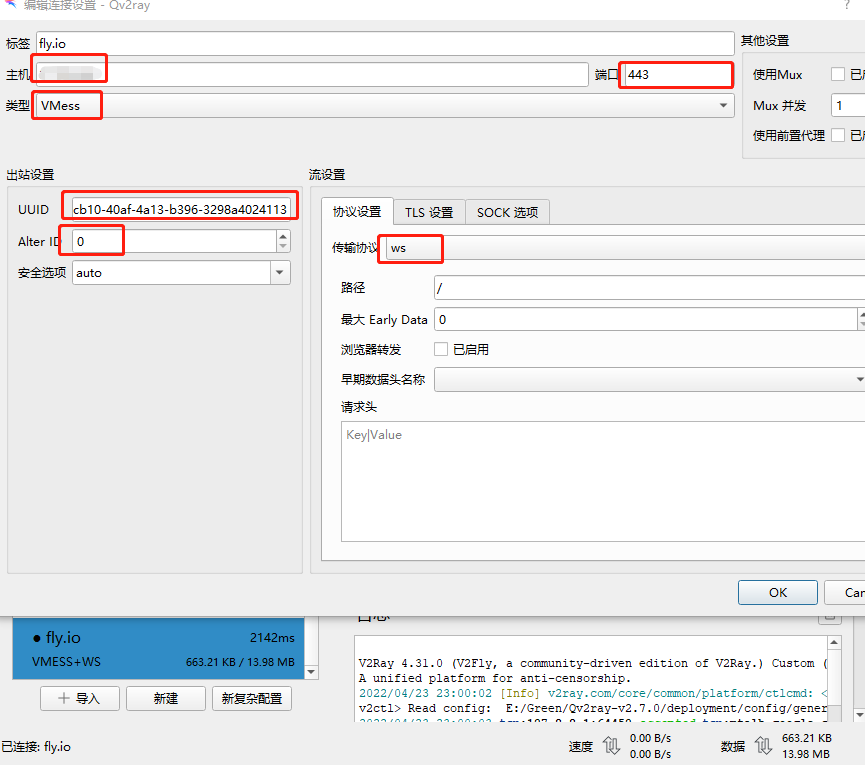 编辑连接设置 - Qv2ray ?
标签 fly.io 其他设置
主机 端口 443 使用Mux 已
类型 VMess Mux 并发 1
使用前置代理 已
出站设置 流设置
UUID cb10-40af-4a13-b396-3298a4024113 协议设置 TLS 设置 SOCK 选项
Alter ID 0 传输协议 ws
安全选项 auto
路径 /
最大 Early Data 0
浏览器转发 已启用
早期数据头名称
请求头
Key|Value
OK Can
日志
fly.io 2142ms
VMESS+WS 663.21 KB / 13.98 MB
V2Ray 4.31.0 (V2Fly, a community-driven edition of V2Ray.) Custom (
A unified platform for anti-censorship.
2022/04/23 23:00:02 [Info] v2ray.com/core/common/platform/ctlcmd: <
v2ctl> Read config: E:/Green/Qv2ray-v2.7.0/deployment/config/gener
+ 导入 新建 新复杂配置
已连接: fly.io 速度 0.00 B/s 0.00 B/s 数据 663.21 KB 13.98 MB